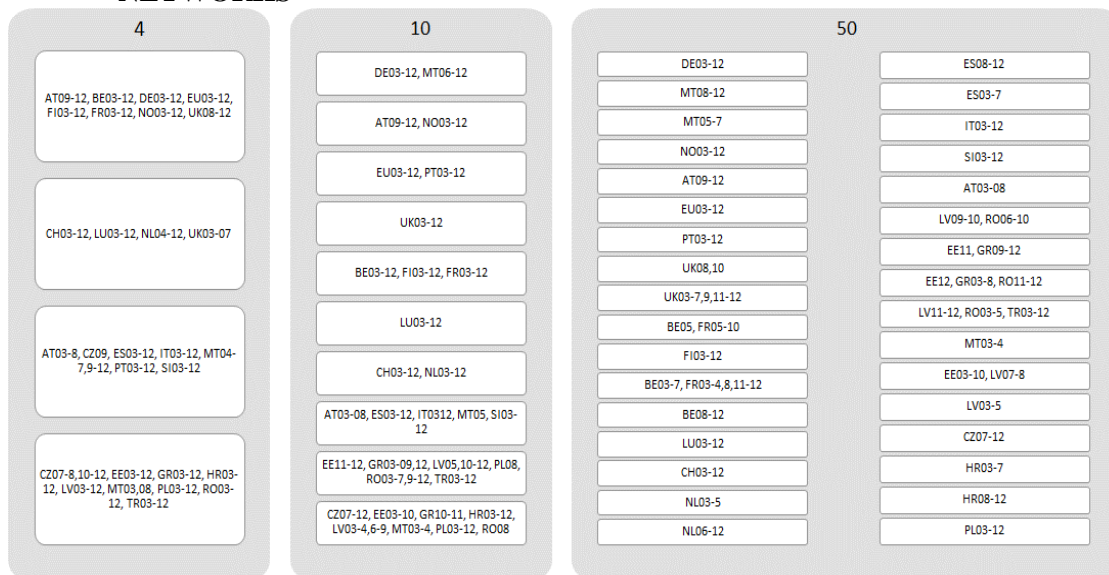 NETWORKS
4
AT09-12, BE03-12, DE03-12, EU03-12,
FI03-12, FR03-12, NO03-12, UK08-12
CH03-12, LU03-12, NL04-12, UK03-07
AT03-8, CZ09, ES03-12, IT03-12, MT04-
7,9-12, PT03-12, SI03-12
CZ07-8,10-12, EE03-12, GR03-12, HR03-
12, LV03-12, MT03,08, PL03-12, RO03-
12, TR03-12
10
DE03-12, MT06-12
AT09-12, NO03-12
EU03-12, PT03-12
UK03-12
BE03-12, FI03-12, FR03-12
LU03-12
CH03-12, NL03-12
AT03-08, ES03-12, IT0312, MT05, SI03-
12
EE11-12, GR03-09,12, LV05,10-12, PL08,
RO03-7,9-12, TR03-12
CZ07-12, EE03-10, GR10-11, HR03-12,
LV03-4,6-9, MT03-4, PL03-12, RO08
50
DE03-12
MT08-12
MT05-7
NO03-12
AT09-12
EU03-12
PT03-12
UK08,10
UK03-7,9,11-12
BE05, FR05-10
FI03-12
BE03-7, FR03-4,8,11-12
BE08-12
LU03-12
CH03-12
NL03-5
NL06-12
ES08-12
ES03-7
IT03-12
SI03-12
AT03-08
LV09-10, RO06-10
EE11, GR09-12
EE12, GR03-8, RO11-12
LV11-12, RO03-5, TR03-12
MT03-4
EE03-10, LV07-8
LV03-5
CZ07-12
HR03-7
HR08-12
PL03-12